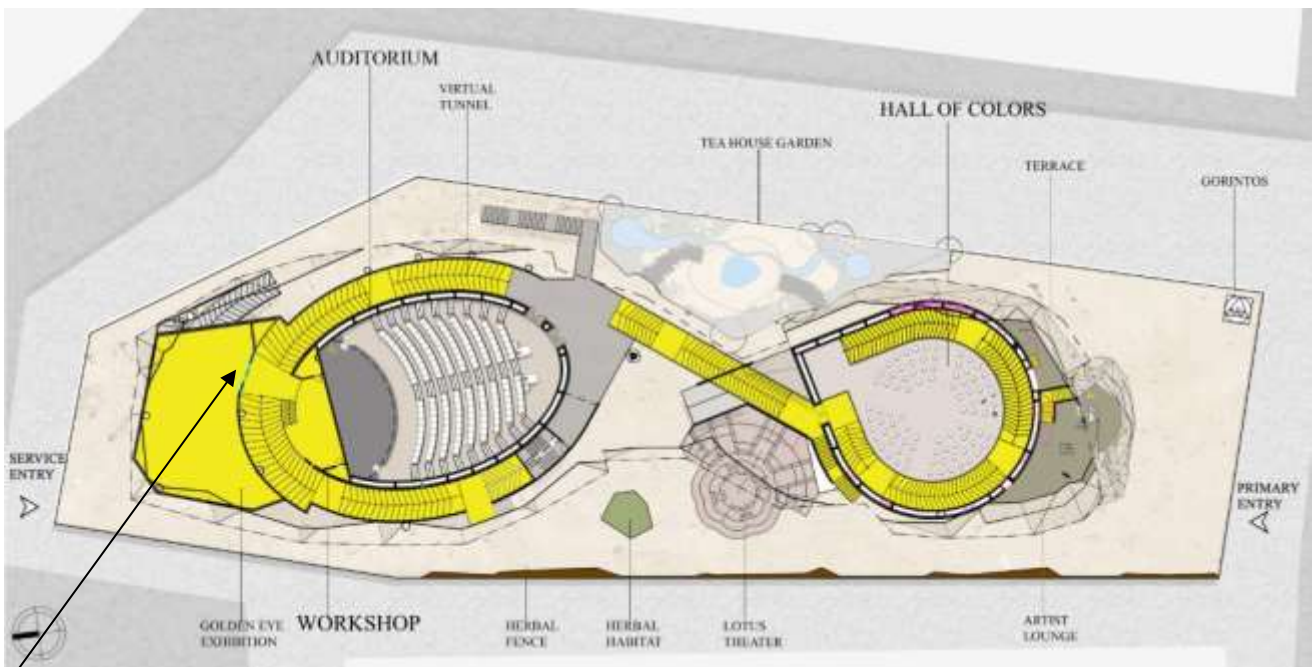 AUDITORIUM
VIRTUAL
TUNNEL
HALL OF COLORS
TEA HOUSE GARDEN
TERRACE
GORINTOS
SERVICE
ENTRY
PRIMARY
ENTRY
GOLDEN EYE
EXHIBITION
WORKSHOP
HERBAL
FENCE
HERBAL
HABITAT
LOTUS
THEATER
ARTIST
LOUNGE